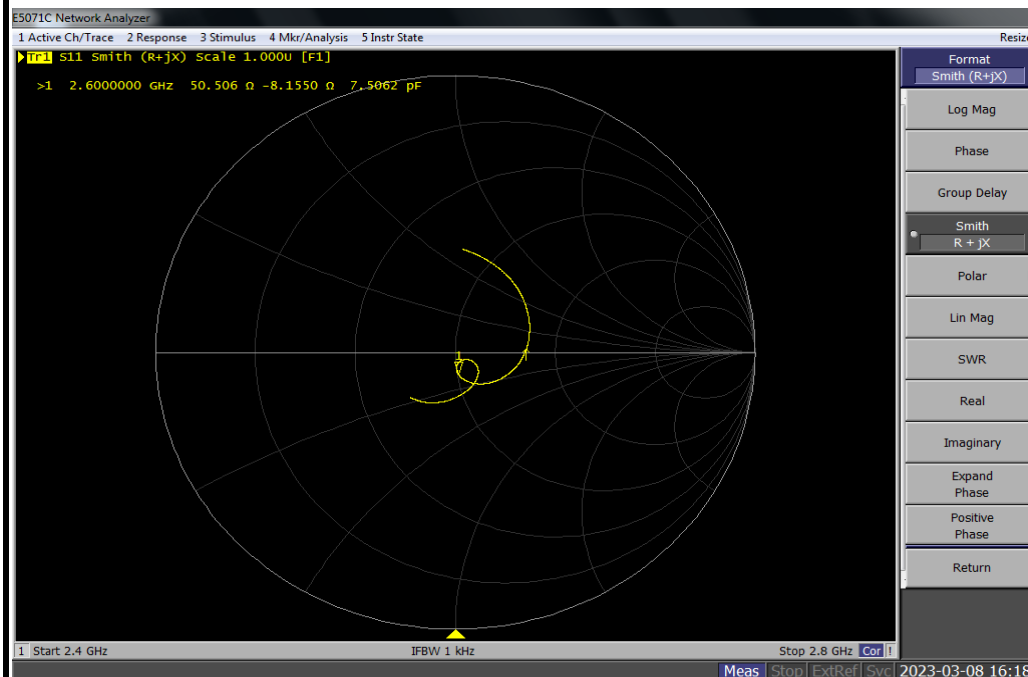 E5071C Network Analyzer
1 Active Ch/Trace 2 Response 3 Stimulus 4 Mkr/Analysis 5 Instr State
Resize
Tr1 S11 Smith (R+jX) Scale 1.000U [F1]
>1 2.6000000 GHz 50.506 Ω -8.1550 Ω 7.5062 pF
1
Format
Smith (R+jX)
Log Mag
Phase
Group Delay
Smith
R + jX
Polar
Lin Mag
SWR
Real
Imaginary
Expand
Phase
Positive
Phase
Return
1 Start 2.4 GHz IFBW 1 kHz Stop 2.8 GHz Cor !
Meas Stop ExtRef Svc 2023-03-08 16:18